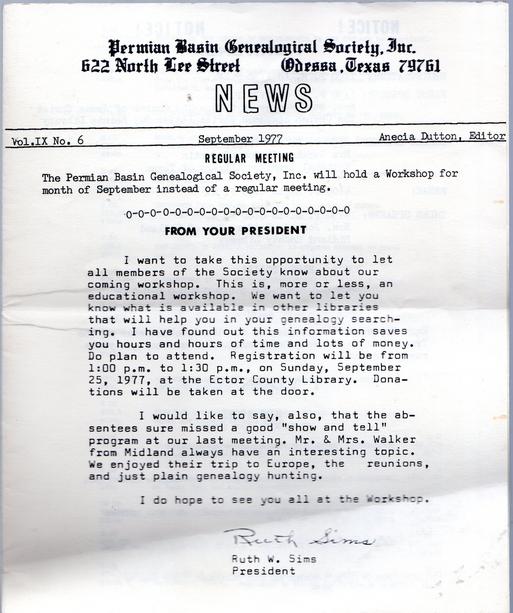 Permian Basin Genealogical Society, Inc.
622 North Lee Street Odessa, Texas 79761
NEWS
Vol.IX No. 6 September 1977 Anecia Dutton, Editor
REGULAR MEETING
The Permian Basin Genealogical Society, Inc. will hold a Workshop for
month of September instead of a regular meeting.
-0-0-0-0-0-0-0-0-0-0-0-0-0-0-0-0-0-0-0
FROM YOUR PRESIDENT
I want to take this opportunity to let
all members of the Society know about our
coming workshop. This is, more or less, an
educational workshop. We want to let you
know what is available in other libraries
that will help you in your genealogy search-
ing. I have found out this information saves
you hours and hours of time and lots of money.
Do plan to attend. Registration will be from
1:00 p.m. to 1:30 p.m., on Sunday, September
25, 1977, at the Ector County Library. Dona-
tions will be taken at the door.
I would like to say, also, that the ab-
sentees sure missed a good "show and tell"
program at our last meeting. Mr. & Mrs. Walker
from Midland always have an interesting topic.
We enjoyed their trip to Europe, the reunions,
and just plain genealogy hunting.
I do hope to see you all at the Workshop.
Ruth Sims
Ruth W. Sims
President